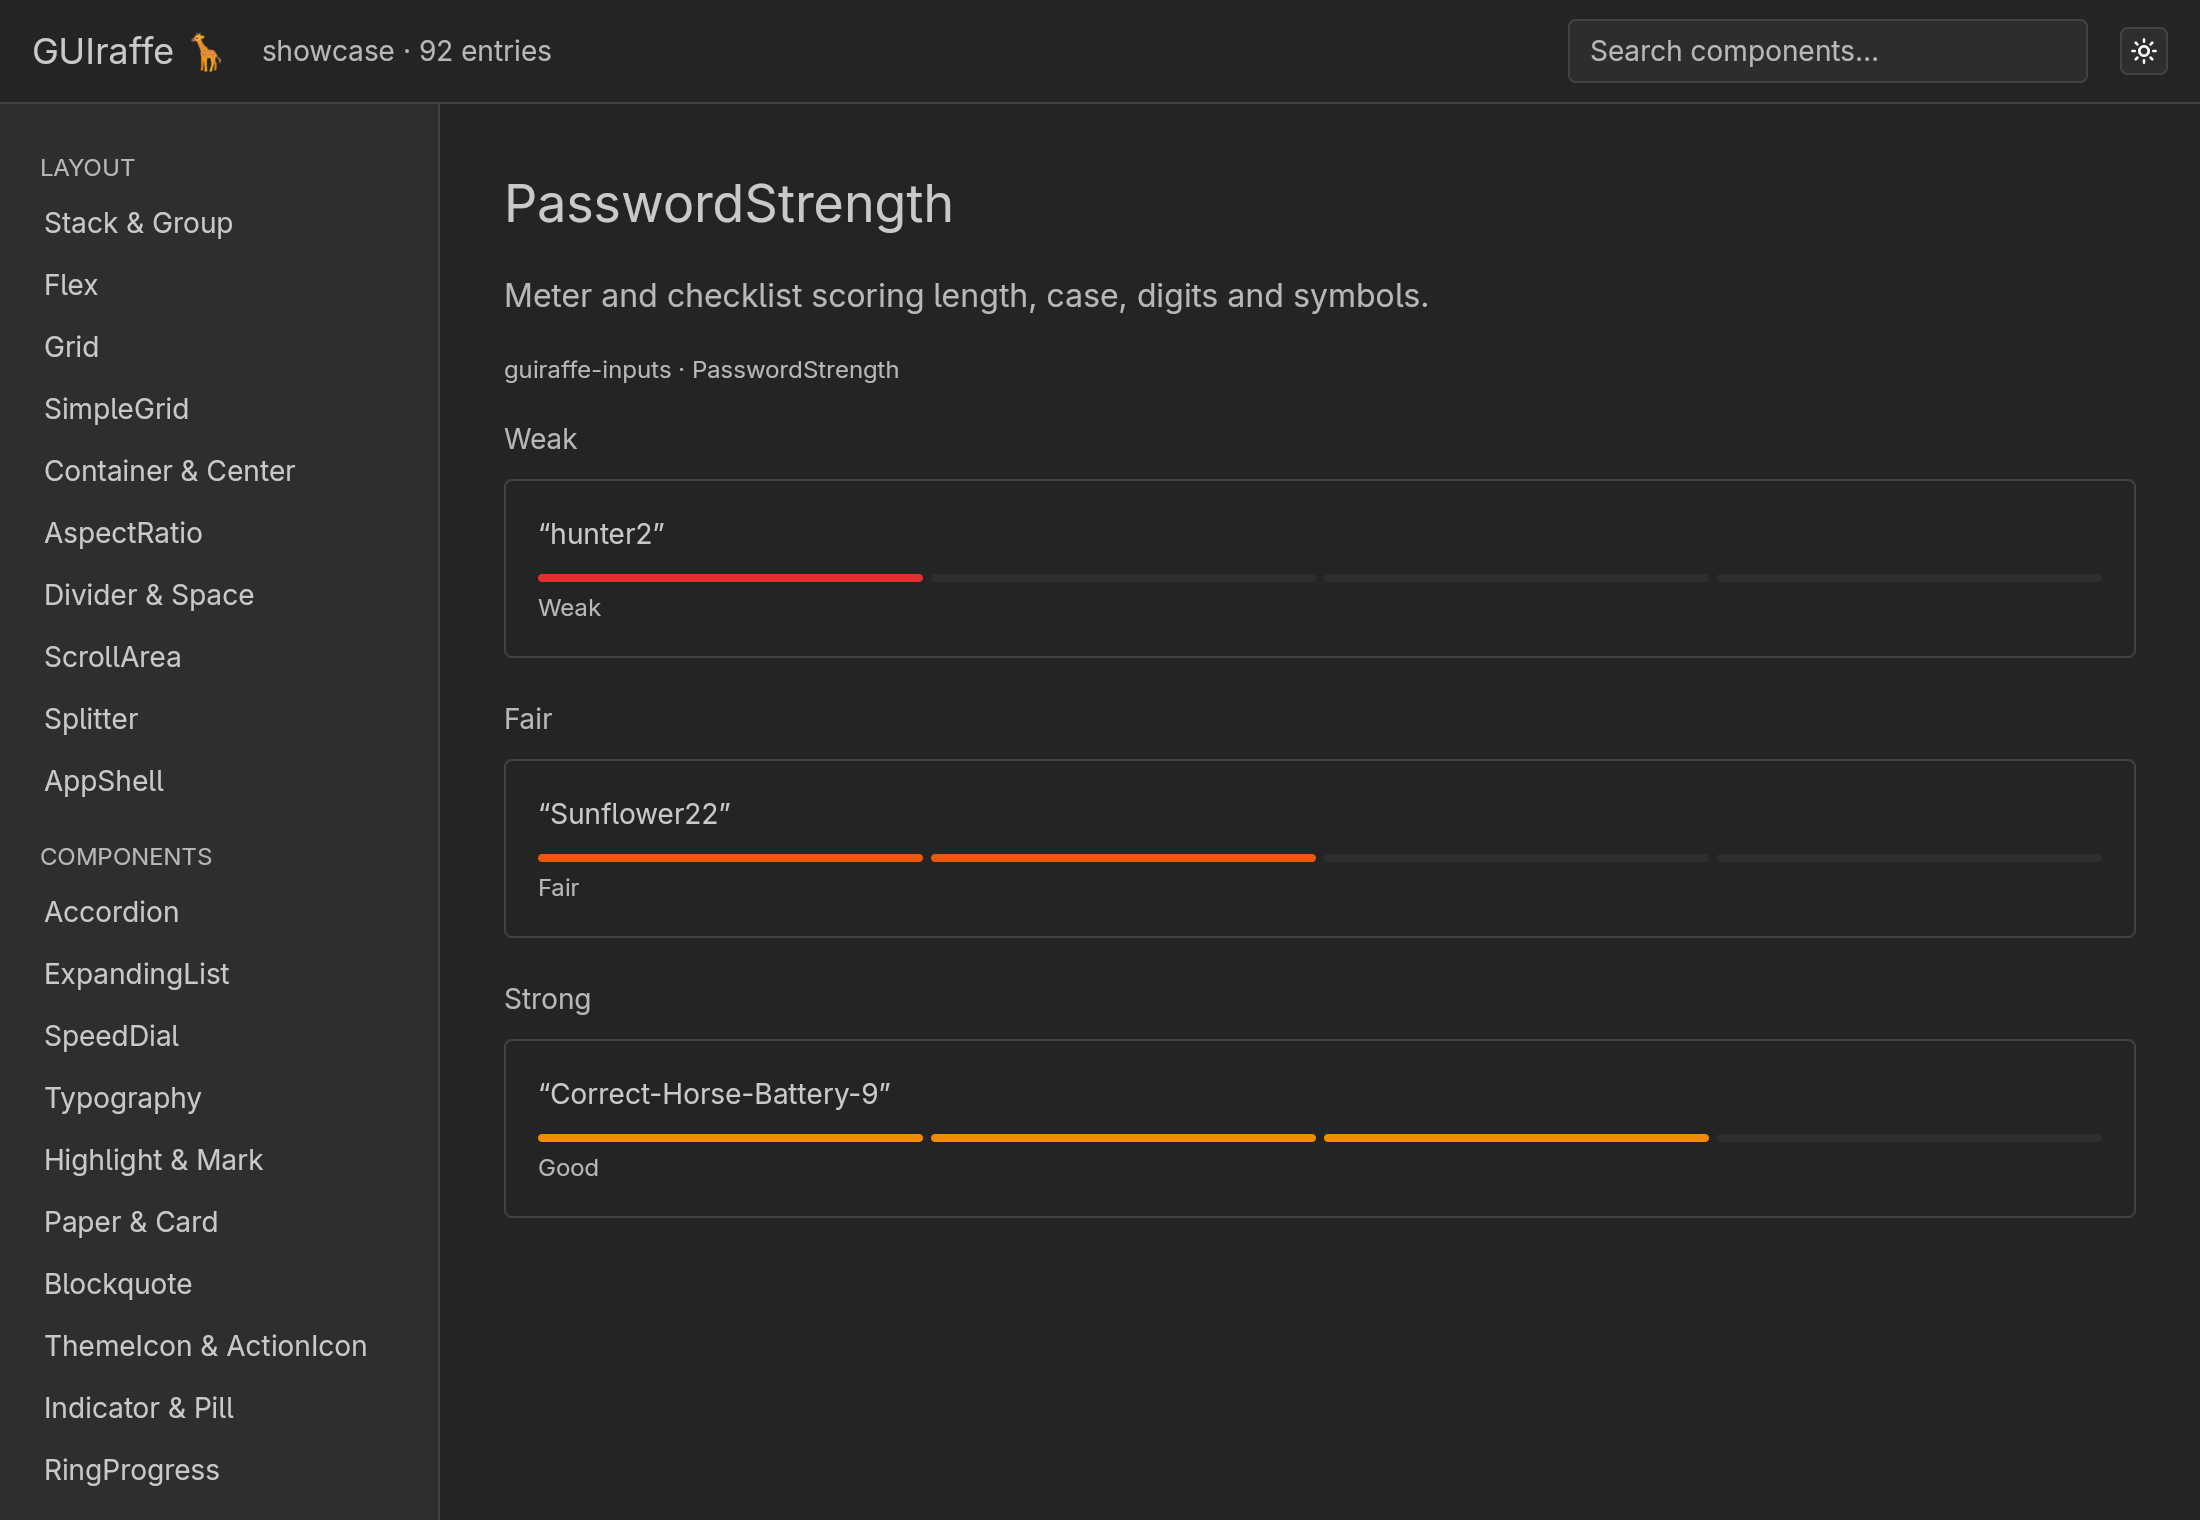 GUIraffe 🦒 showcase · 92 entries
Search components...
LAYOUT
Stack & Group
Flex
Grid
SimpleGrid
Container & Center
AspectRatio
Divider & Space
ScrollArea
Splitter
AppShell
COMPONENTS
Accordion
ExpandingList
SpeedDial
Typography
Highlight & Mark
Paper & Card
Blockquote
ThemeIcon & ActionIcon
Indicator & Pill
RingProgress
PasswordStrength
Meter and checklist scoring length, case, digits and symbols.
guiraffe-inputs · PasswordStrength
Weak
“hunter2”
Weak
Fair
“Sunflower22”
Fair
Strong
“Correct-Horse-Battery-9”
Good